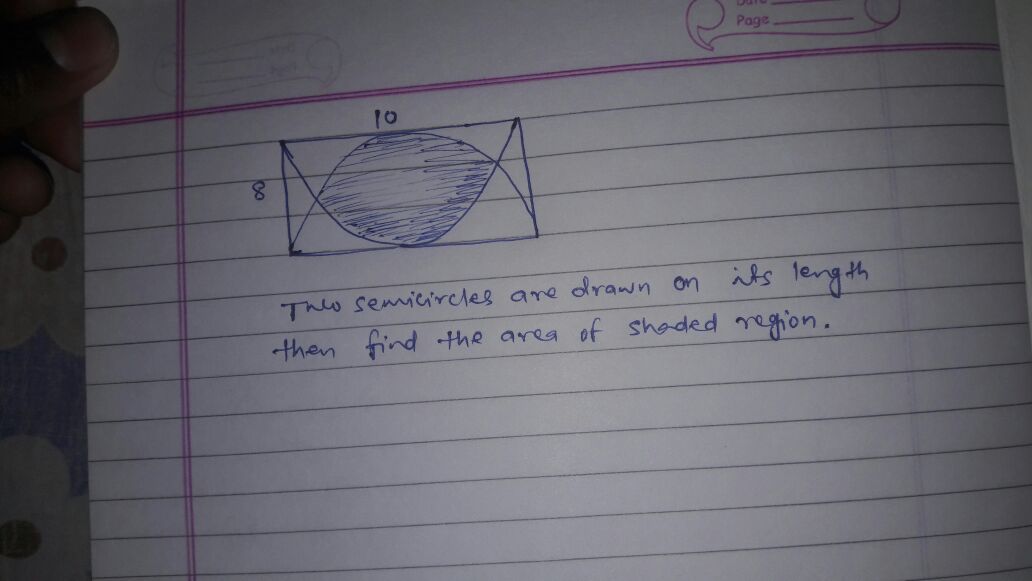 Page
10
8
Two semicircles are drawn on its length
then find the area of shaded region.